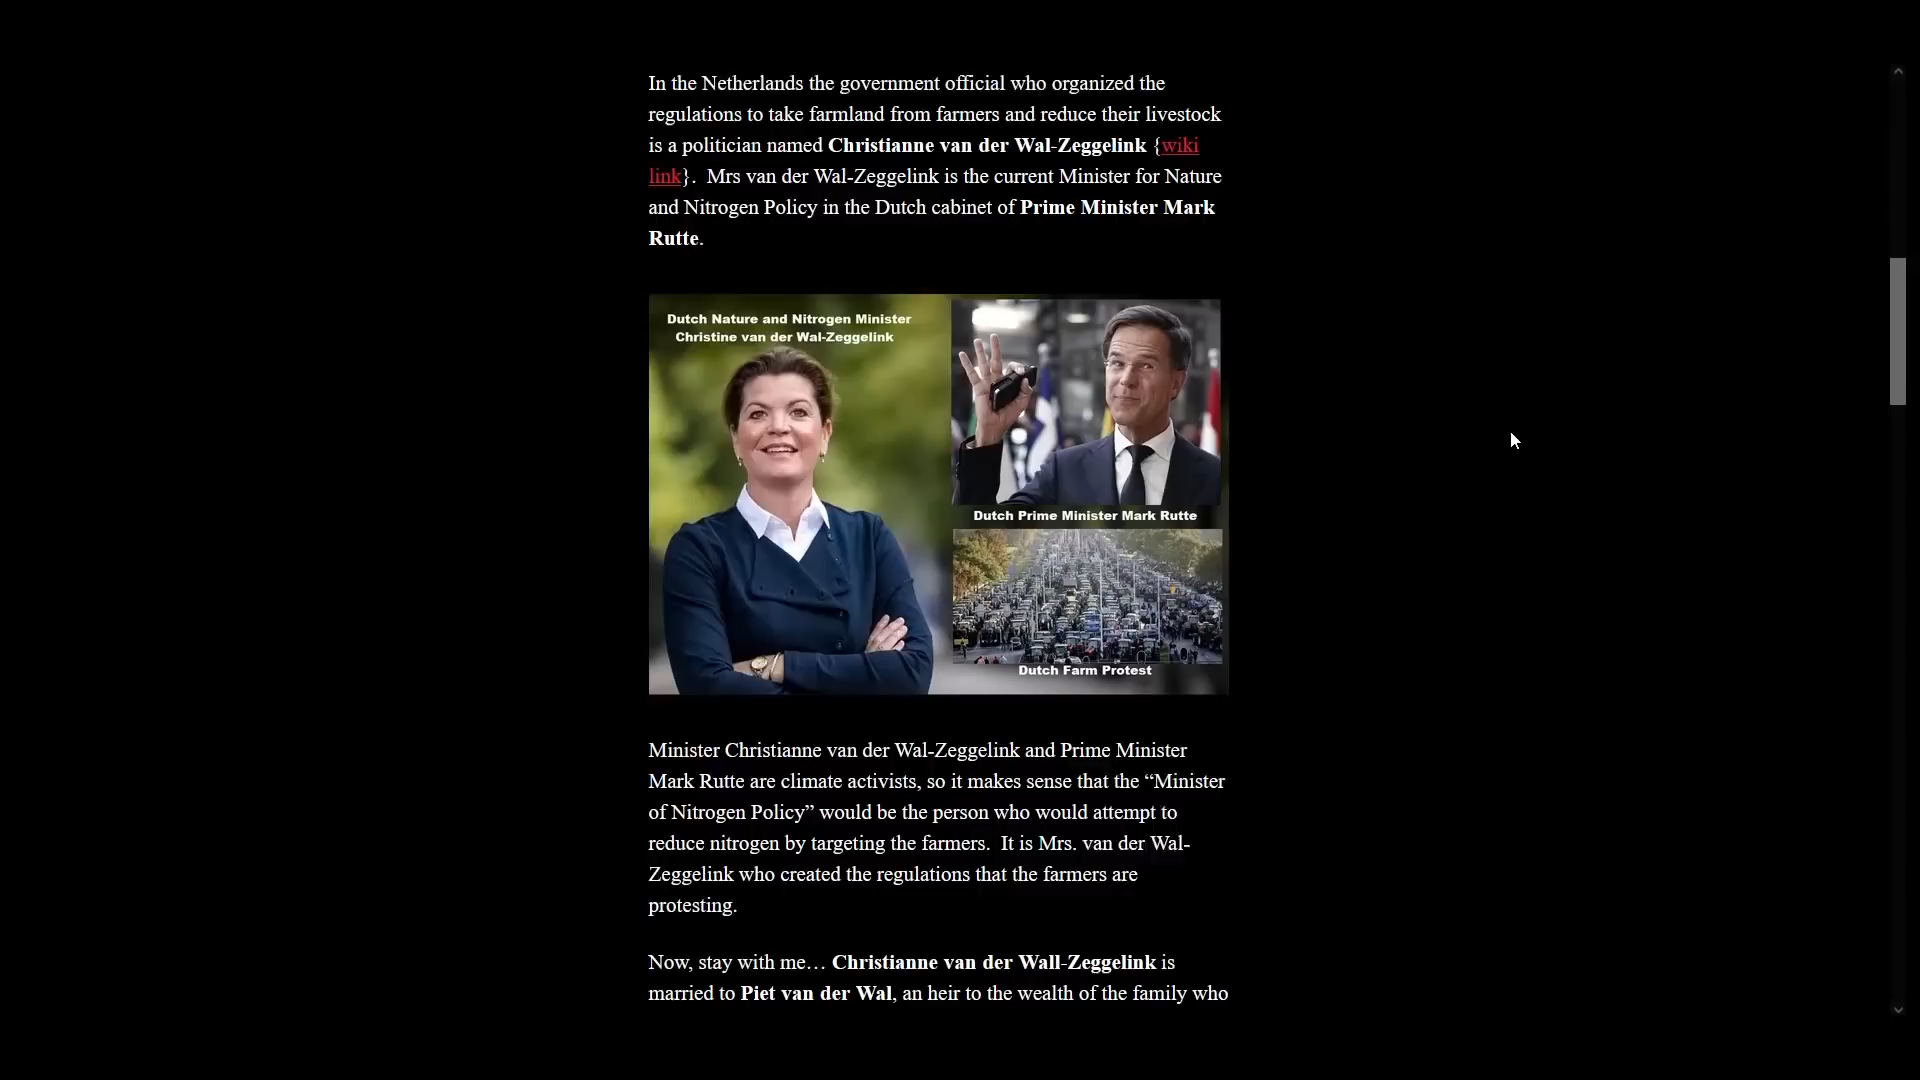 In the Netherlands the government official who organized the
regulations to take farmland from farmers and reduce their livestock
is a politician named Christianne van der Wal-Zeggelink {wiki
link}.  Mrs van der Wal-Zeggelink is the current Minister for Nature
and Nitrogen Policy in the Dutch cabinet of Prime Minister Mark
Rutte.
Dutch Nature and Nitrogen Minister
Christine van der Wal-Zeggelink
Dutch Prime Minister Mark Rutte
Dutch Farm Protest
Minister Christianne van der Wal-Zeggelink and Prime Minister
Mark Rutte are climate activists, so it makes sense that the “Minister
of Nitrogen Policy” would be the person who would attempt to
reduce nitrogen by targeting the farmers.  It is Mrs. van der Wal-
Zeggelink who created the regulations that the farmers are
protesting.
Now, stay with me… Christianne van der Wall-Zeggelink is
married to Piet van der Wal, an heir to the wealth of the family who